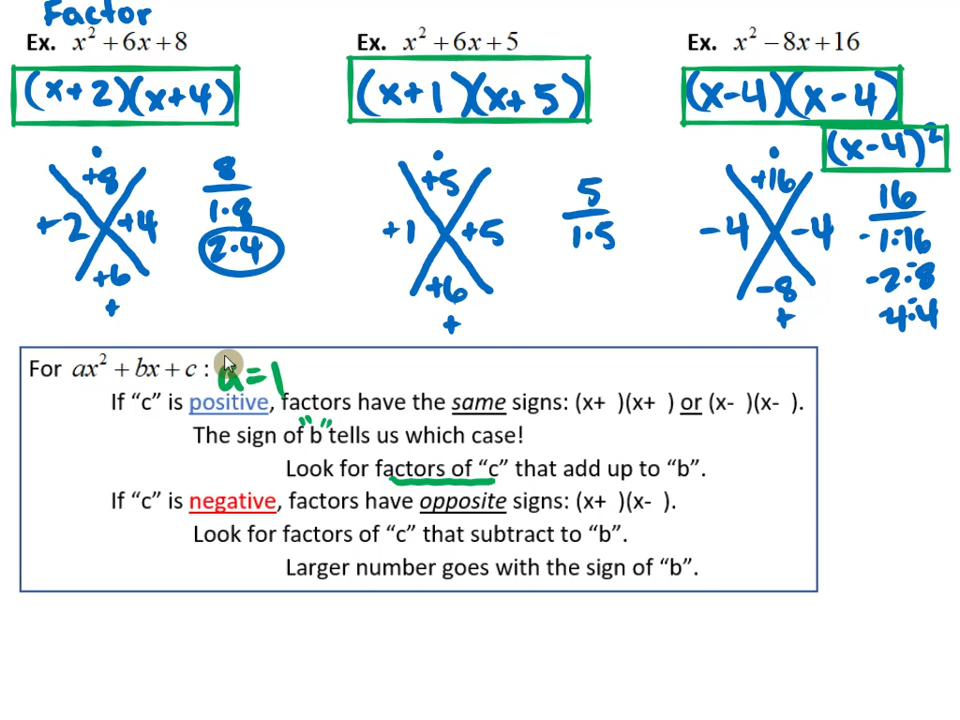 Factor
Ex. x² + 6x + 8
(x+2)(x+4)
+8
+2 +4
+6
+
8
1·8
2·4
Ex. x² + 6x + 5
(x+1)(x+5)
+5
+1 +5
+6
+
5
1·5
Ex. x² − 8x + 16
(x-4)(x-4)
(x-4)²
+16
-4 -4
-8
+
16
-1·-16
-2·-8
-4·-4
For ax² + bx + c : a=1
If “c” is positive, factors have the same signs: (x+ )(x+ ) or (x- )(x- ).
The sign of "b" tells us which case!
Look for factors of “c” that add up to “b”.
If “c” is negative, factors have opposite signs: (x+ )(x- ).
Look for factors of “c” that subtract to “b”.
Larger number goes with the sign of “b”.